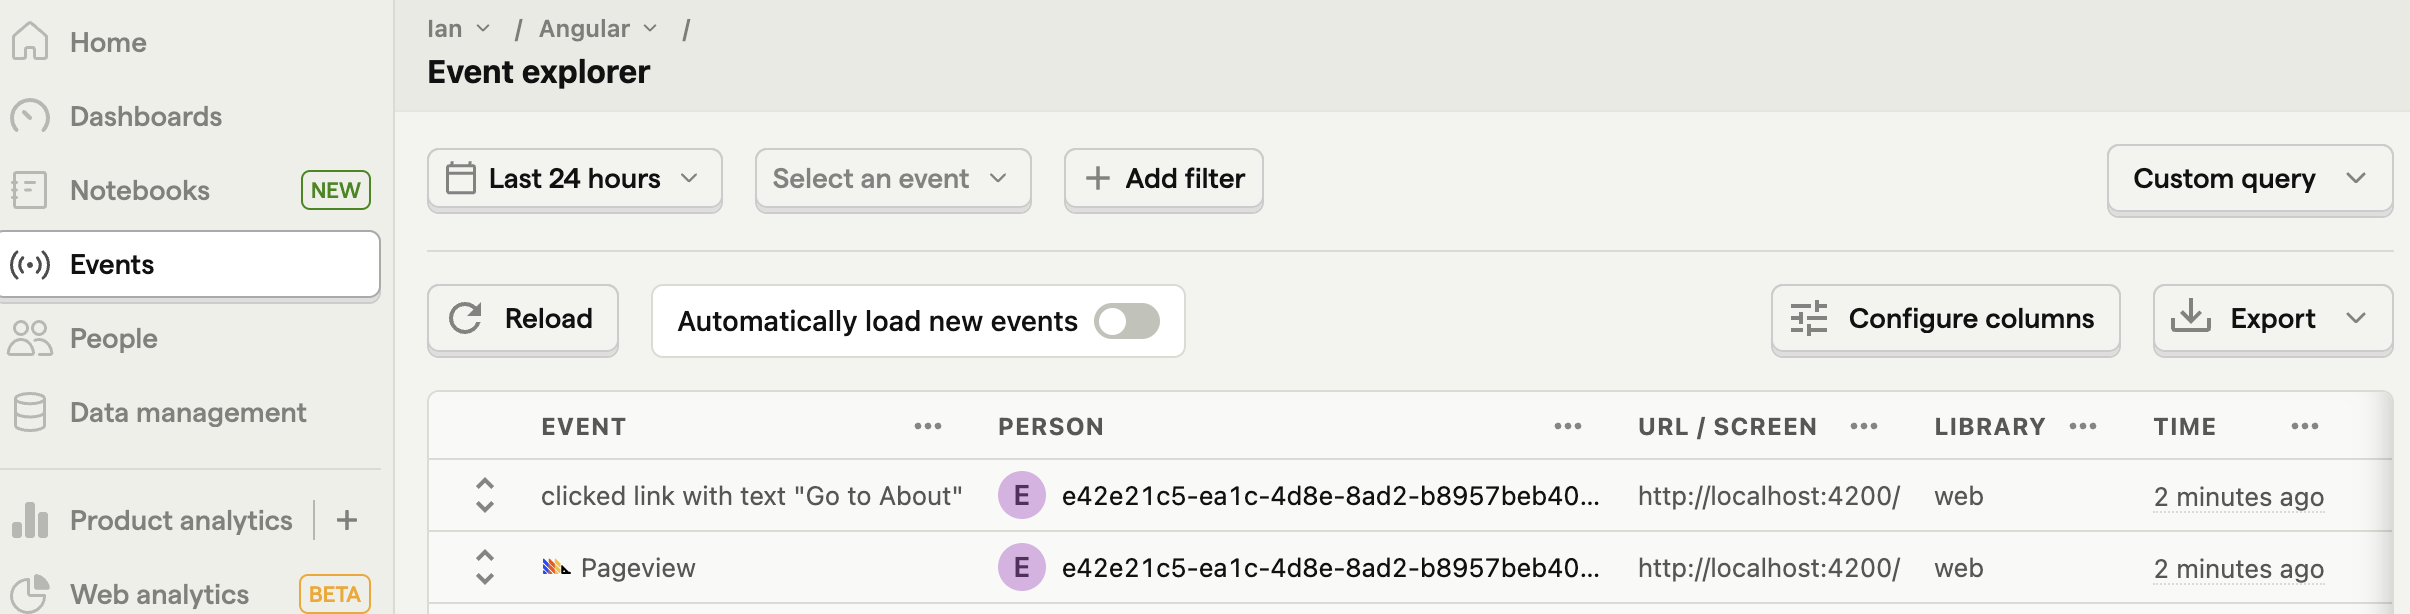 Home
Dashboards
Notebooks NEW
Events
People
Data management
Product analytics
Web analytics BETA
Ian / Angular /
Event explorer
Last 24 hours Select an event Add filter Custom query
Reload Automatically load new events Configure columns Export
EVENT PERSON URL / SCREEN LIBRARY TIME
clicked link with text "Go to About" E e42e21c5-ea1c-4d8e-8ad2-b8957beb40... http://localhost:4200/ web 2 minutes ago
Pageview E e42e21c5-ea1c-4d8e-8ad2-b8957beb40... http://localhost:4200/ web 2 minutes ago